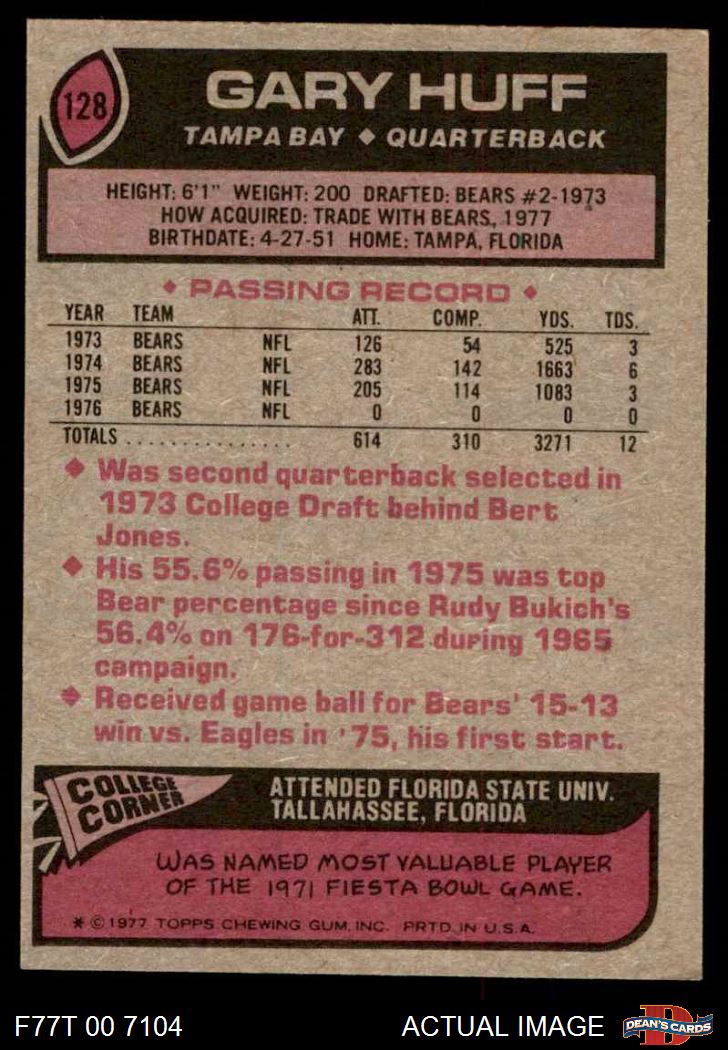 128
GARY HUFF
TAMPA BAY ◆ QUARTERBACK
HEIGHT: 6'1" WEIGHT: 200 DRAFTED: BEARS #2-1973
HOW ACQUIRED: TRADE WITH BEARS, 1977
BIRTHDATE: 4-27-51 HOME: TAMPA, FLORIDA
◆ PASSING RECORD ◆
YEAR TEAM ATT. COMP. YDS. TDS.
1973 BEARS NFL 126 54 525 3
1974 BEARS NFL 283 142 1663 6
1975 BEARS NFL 205 114 1083 3
1976 BEARS NFL 0 0 0 0
TOTALS ................ 614 310 3271 12
◆ Was second quarterback selected in
1973 College Draft behind Bert
Jones.
◆ His 55.6% passing in 1975 was top
Bear percentage since Rudy Bukich's
56.4% on 176-for-312 during 1965
campaign.
◆ Received game ball for Bears' 15-13
win vs. Eagles in '75, his first start.
COLLEGE
CORNER
ATTENDED FLORIDA STATE UNIV.
TALLAHASSEE, FLORIDA
WAS NAMED MOST VALUABLE PLAYER
OF THE 1971 FIESTA BOWL GAME.
* © 1977 TOPPS CHEWING GUM, INC. PRTD. IN U.S.A.
F77T 00 7104 ACTUAL IMAGE
D
DEAN'S CARDS